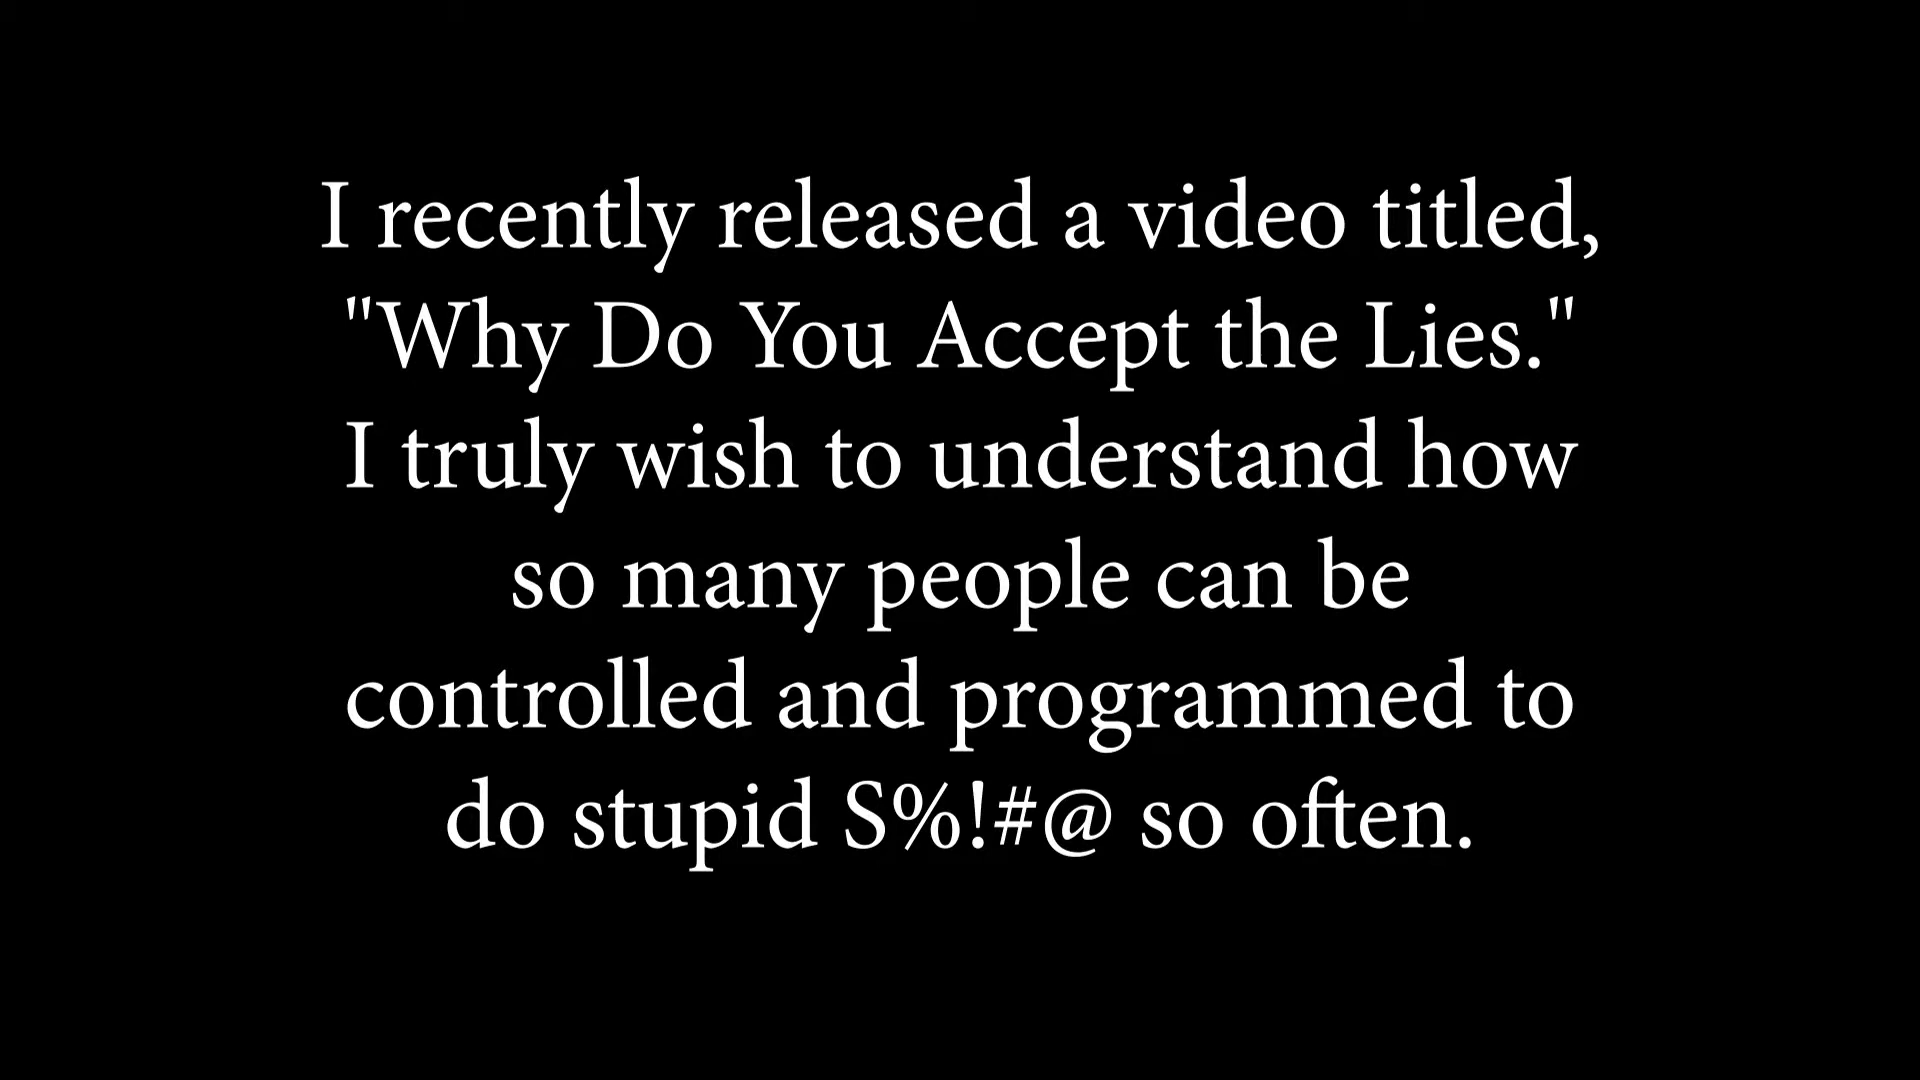 I recently released a video titled,
"Why Do You Accept the Lies."
I truly wish to understand how
so many people can be
controlled and programmed to
do stupid S%!#@ so often.